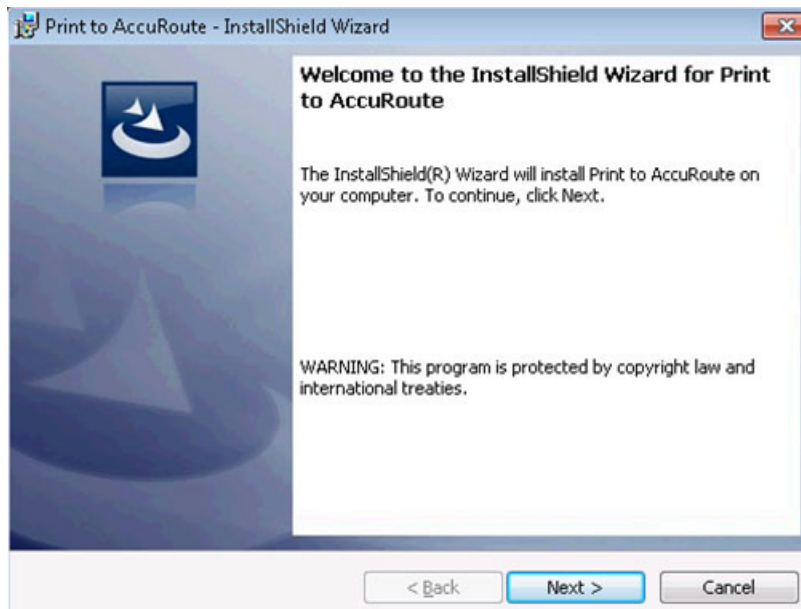 Print to AccuRoute - InstallShield Wizard
Welcome to the InstallShield Wizard for Print
to AccuRoute
The InstallShield(R) Wizard will install Print to AccuRoute on
your computer. To continue, click Next.
WARNING: This program is protected by copyright law and
international treaties.
< Back
Next >
Cancel